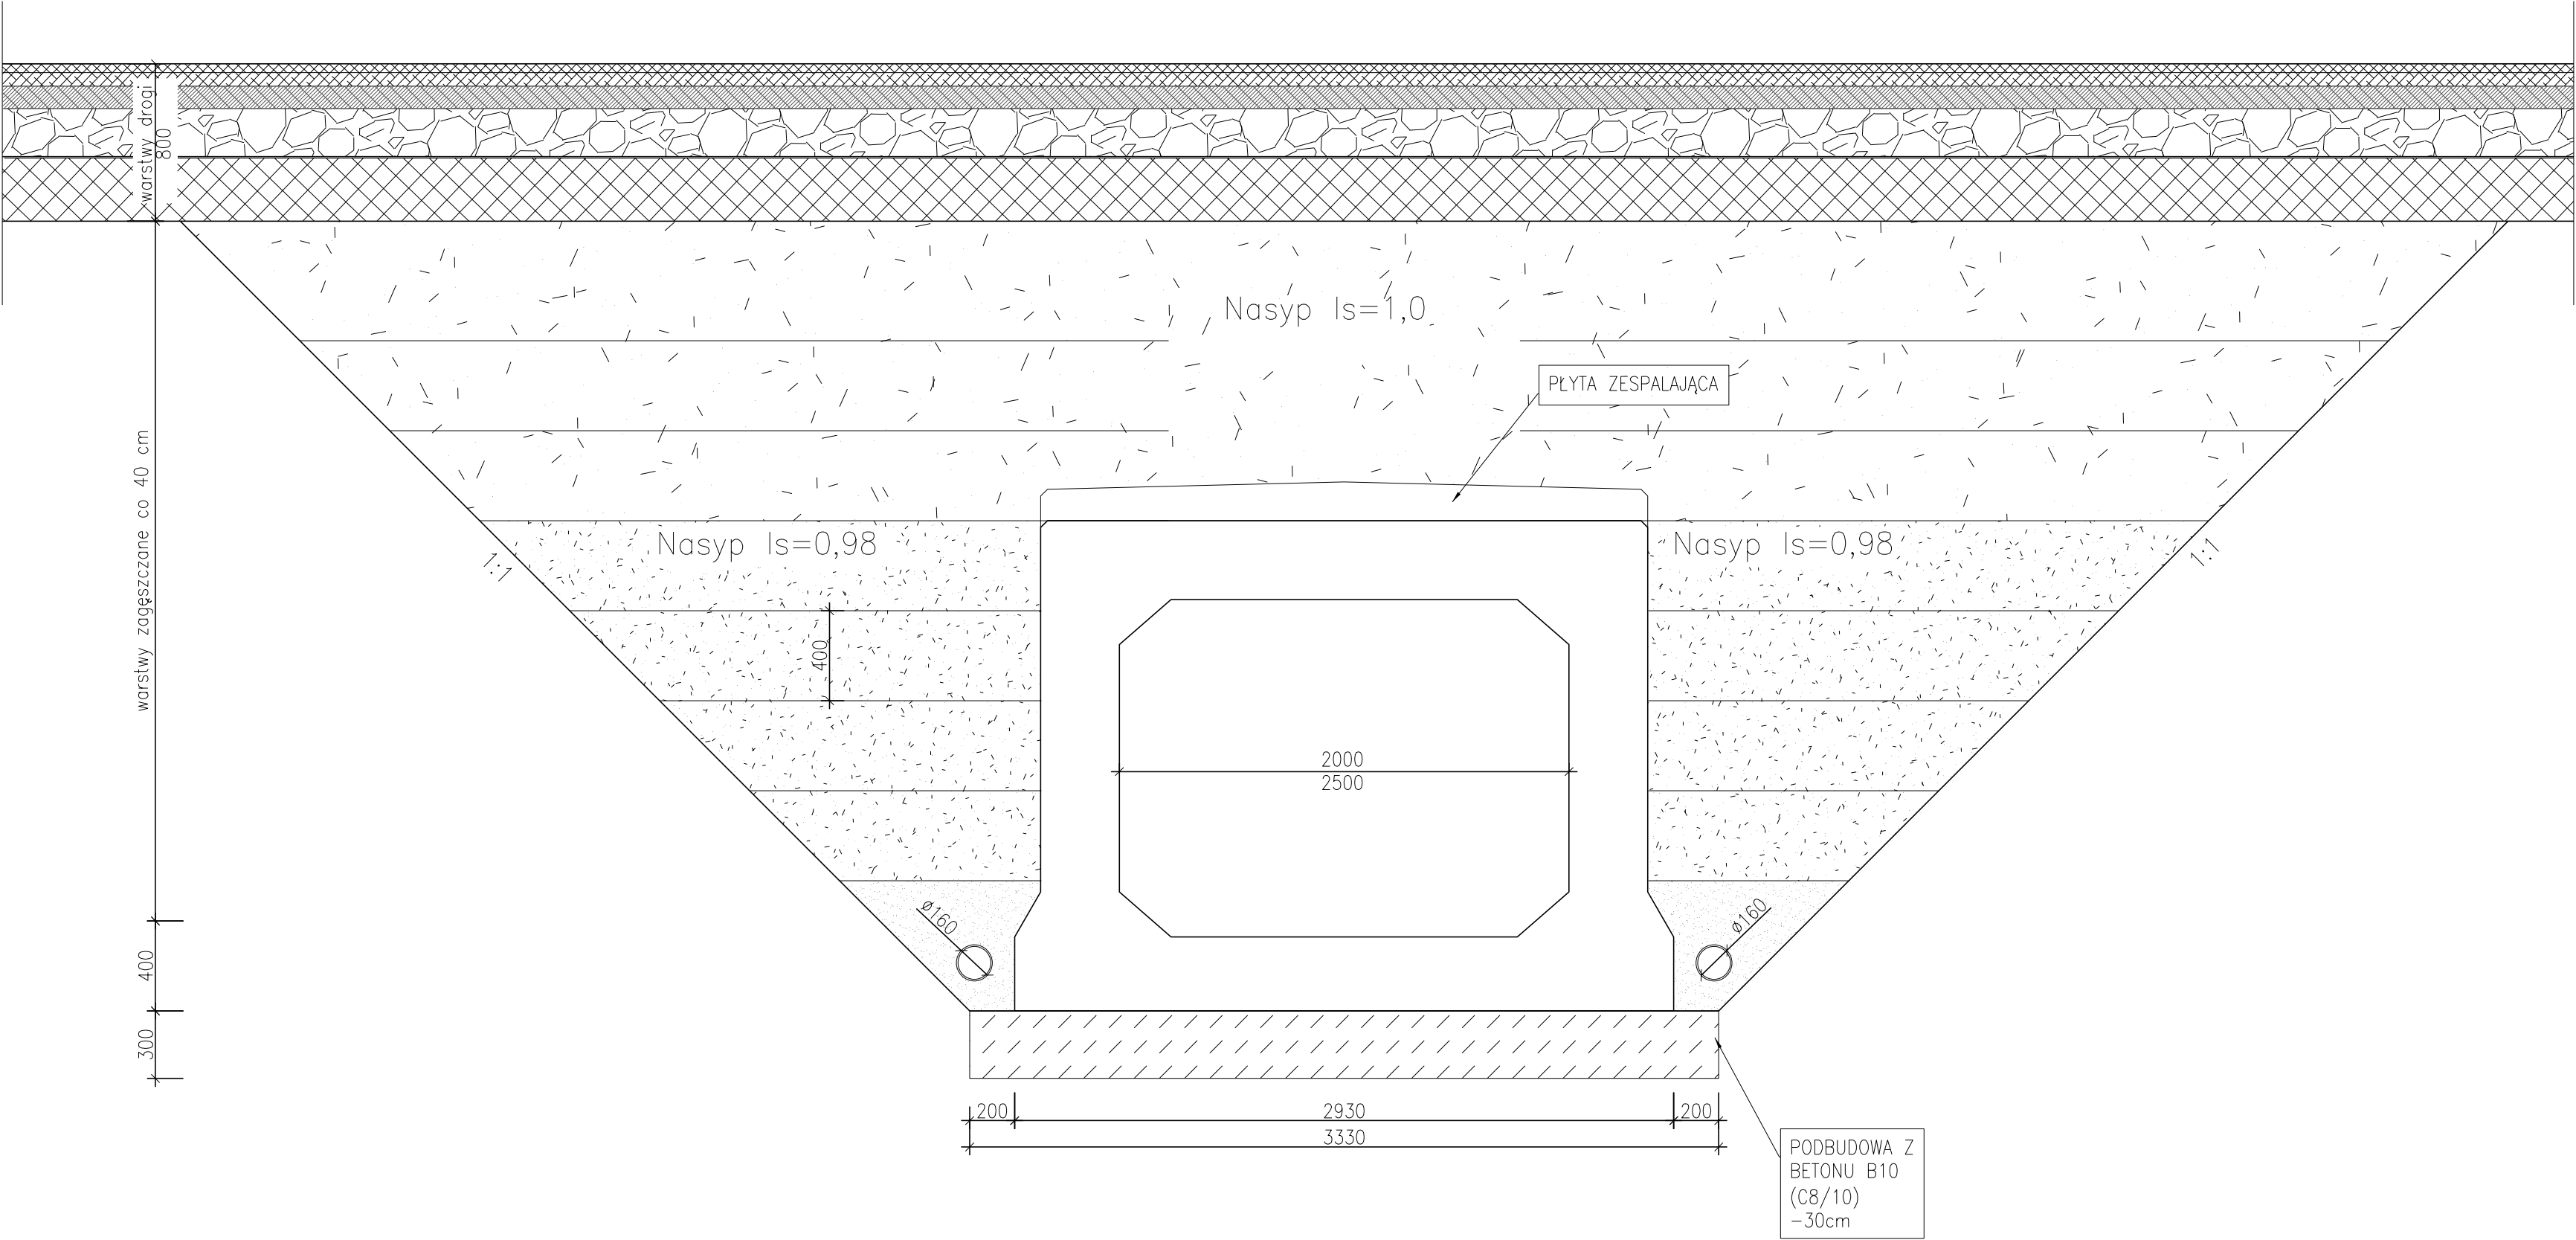 warstwy drogi
800
Nasyp Is=1,0
PŁYTA ZESPALAJĄCA
warstwy zagęszczane co 40 cm
Nasyp Is=0,98
Nasyp Is=0,98
1:1
1:1
400
2000
2500
ø160
ø160
400
300
200
2930
200
3330
PODBUDOWA Z
BETONU B10
(C8/10)
-30cm